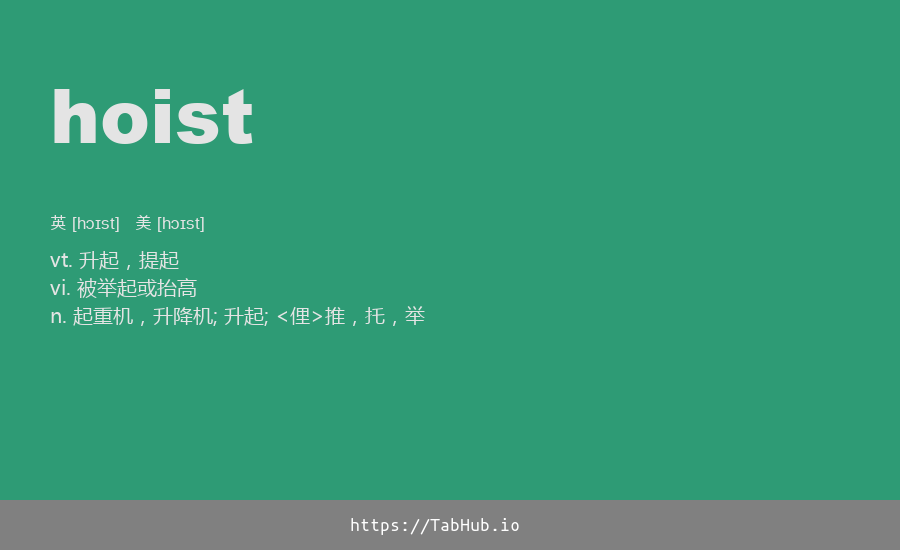 hoist
英 [hɔɪst] 美 [hɔɪst]
vt. 升起，提起
vi. 被举起或抬高
n. 起重机，升降机; 升起; <俚>推，托，举
https://TabHub.io